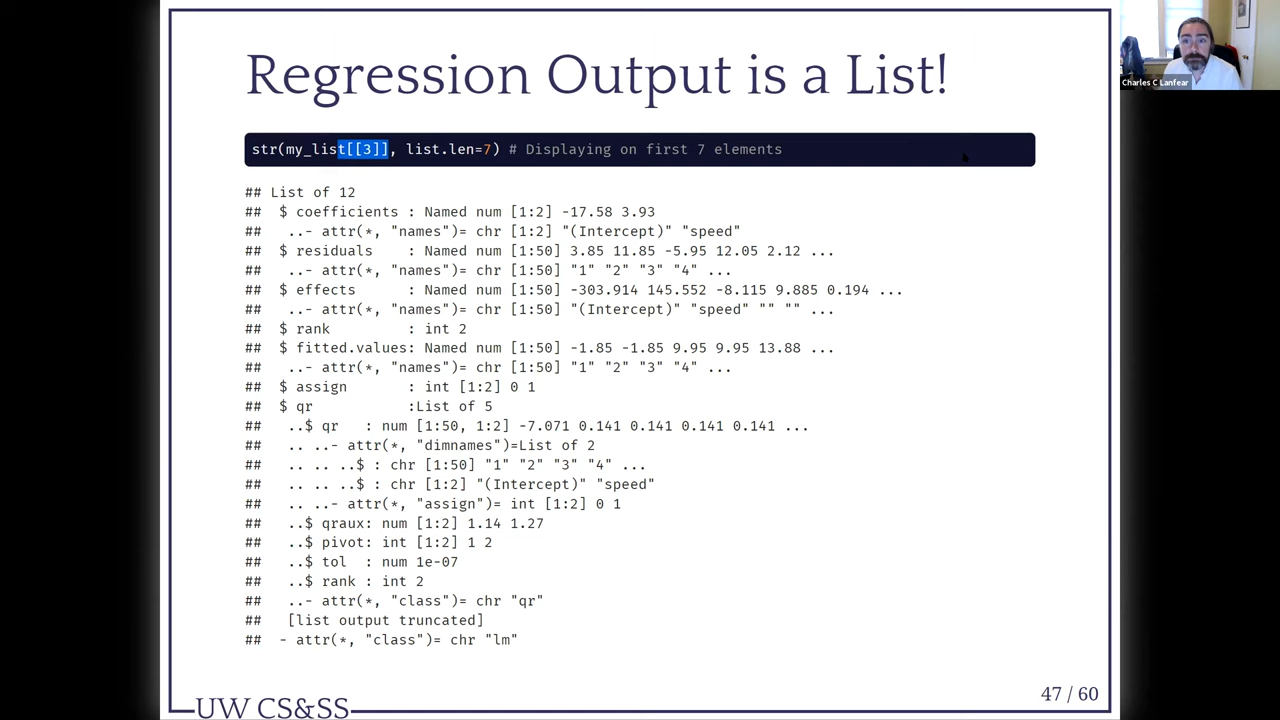 Regression Output is a List!
str(my_list[[3]], list.len=7) # Displaying on first 7 elements
## List of 12
##  $ coefficients : Named num [1:2] -17.58 3.93
##   ..- attr(*, "names")= chr [1:2] "(Intercept)" "speed"
##  $ residuals    : Named num [1:50] 3.85 11.85 -5.95 12.05 2.12 ...
##   ..- attr(*, "names")= chr [1:50] "1" "2" "3" "4" ...
##  $ effects      : Named num [1:50] -303.914 145.552 -8.115 9.885 0.194 ...
##   ..- attr(*, "names")= chr [1:50] "(Intercept)" "speed" "" "" ...
##  $ rank         : int 2
##  $ fitted.values: Named num [1:50] -1.85 -1.85 9.95 9.95 13.88 ...
##   ..- attr(*, "names")= chr [1:50] "1" "2" "3" "4" ...
##  $ assign       : int [1:2] 0 1
##  $ qr           :List of 5
##   ..$ qr   : num [1:50, 1:2] -7.071 0.141 0.141 0.141 0.141 ...
##   .. ..- attr(*, "dimnames")=List of 2
##   .. .. ..$ : chr [1:50] "1" "2" "3" "4" ...
##   .. .. ..$ : chr [1:2] "(Intercept)" "speed"
##   .. ..- attr(*, "assign")= int [1:2] 0 1
##   ..$ qraux: num [1:2] 1.14 1.27
##   ..$ pivot: int [1:2] 1 2
##   ..$ tol  : num 1e-07
##   ..$ rank : int 2
##   ..- attr(*, "class")= chr "qr"
##   [list output truncated]
##  - attr(*, "class")= chr "lm"
UW CS&SS
47 / 60
Charles C Lanfear